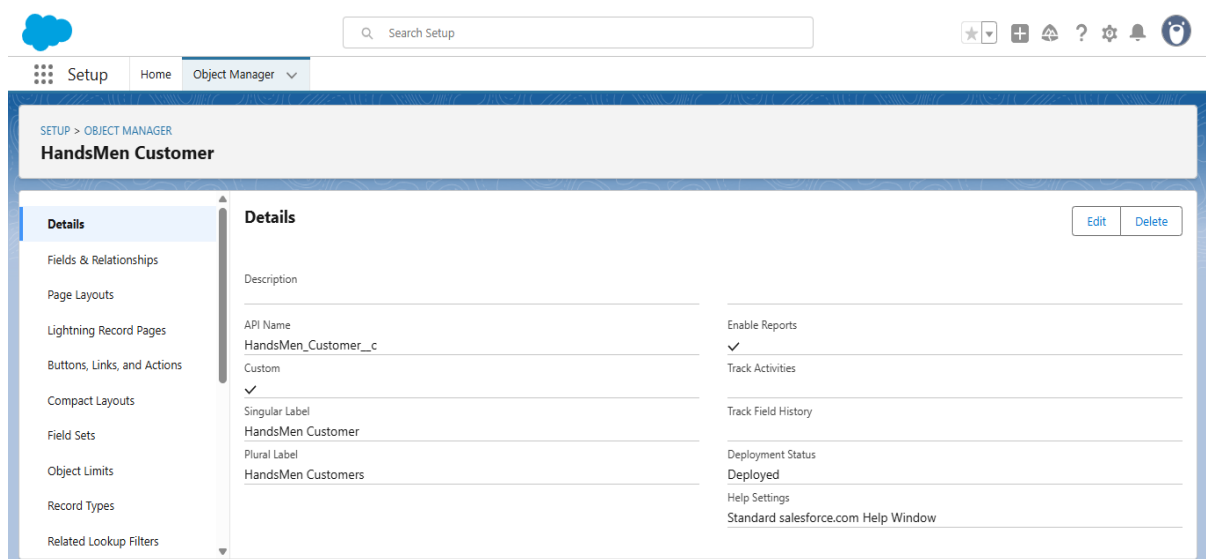 Search Setup
Setup
Home
Object Manager
SETUP > OBJECT MANAGER
HandsMen Customer
Details
Fields & Relationships
Page Layouts
Lightning Record Pages
Buttons, Links, and Actions
Compact Layouts
Field Sets
Object Limits
Record Types
Related Lookup Filters
Details
Edit
Delete
Description
API Name
HandsMen_Customer__c
Custom
Singular Label
HandsMen Customer
Plural Label
HandsMen Customers
Enable Reports
Track Activities
Track Field History
Deployment Status
Deployed
Help Settings
Standard salesforce.com Help Window